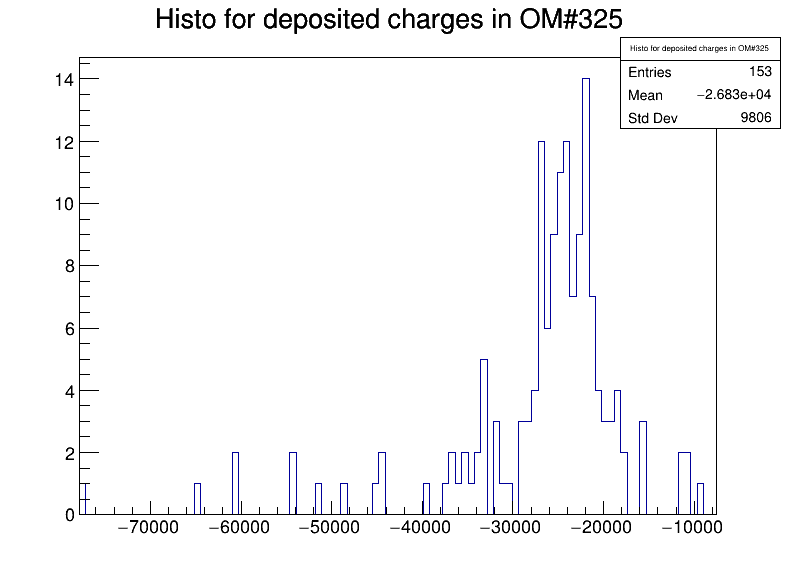 Histo for deposited charges in OM#325
Histo for deposited charges in OM#325
Entries 153
Mean −2.683e+04
Std Dev 9806
14
12
10
8
6
4
2
0
−70000 −60000 −50000 −40000 −30000 −20000 −10000